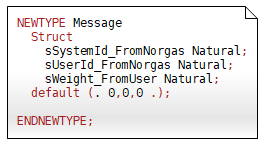 NEWTYPE Message
Struct
sSystemId_FromNorgas Natural;
sUserId_FromNorgas Natural;
sWeight_FromUser Natural;
default (. 0,0,0 .);
ENDNEWTYPE;